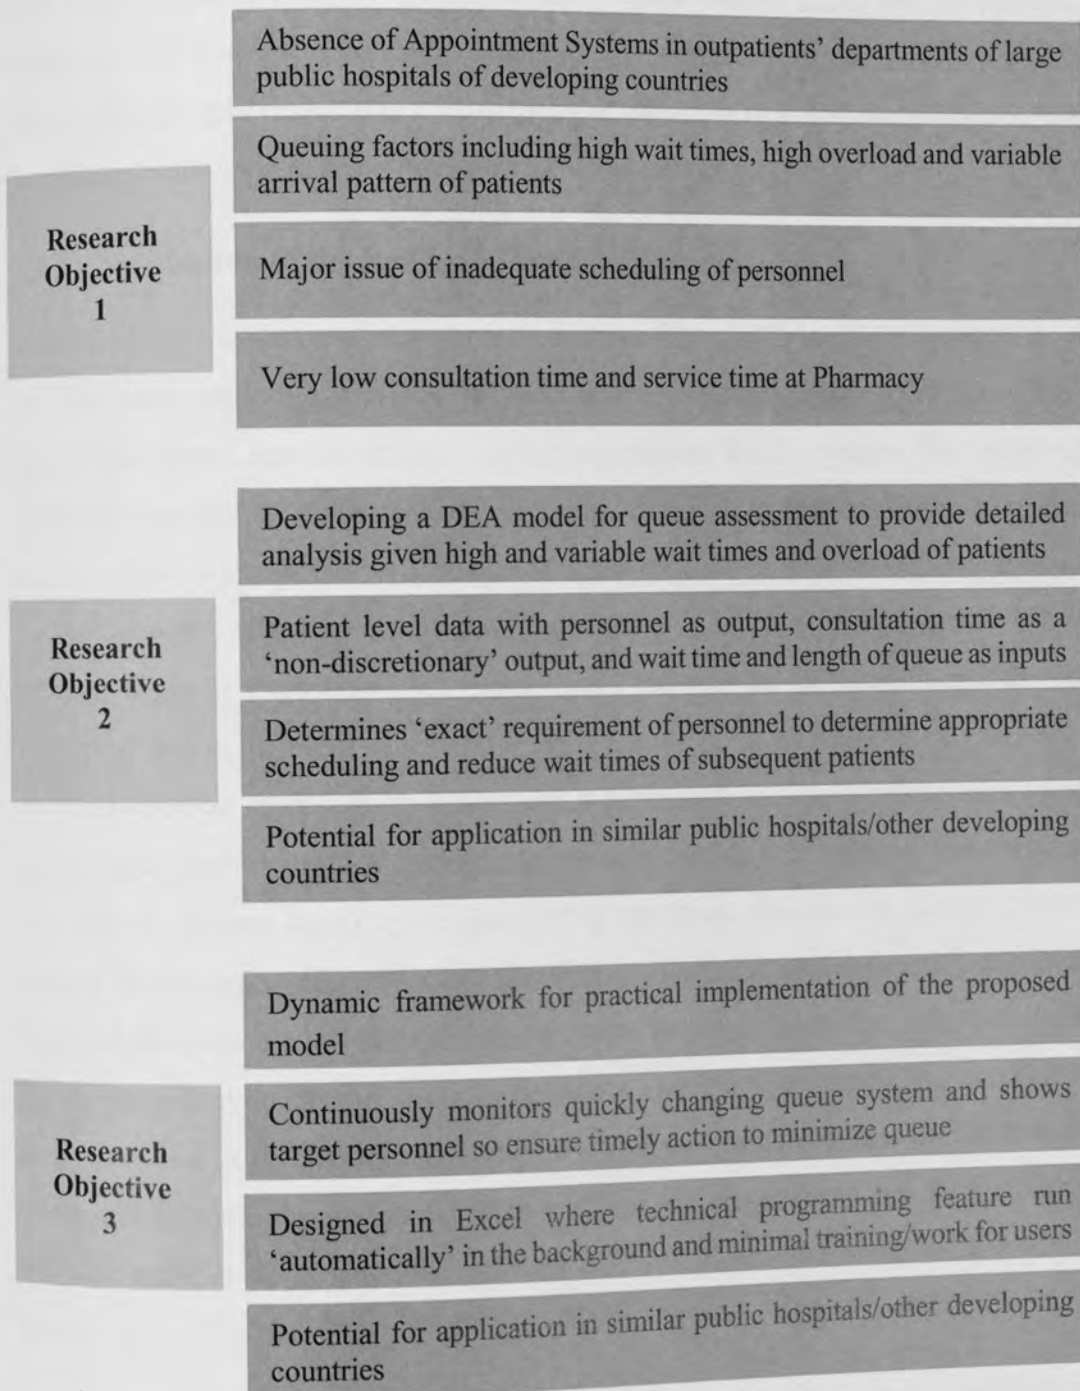 Absence of Appointment Systems in outpatients' departments of large
public hospitals of developing countries
Queuing factors including high wait times, high overload and variable
arrival pattern of patients
Research
Objective
1
Major issue of inadequate scheduling of personnel
Very low consultation time and service time at Pharmacy
Developing a DEA model for queue assessment to provide detailed
analysis given high and variable wait times and overload of patients
Research
Objective
2
Patient level data with personnel as output, consultation time as a
'non-discretionary' output, and wait time and length of queue as inputs
Determines 'exact' requirement of personnel to determine appropriate
scheduling and reduce wait times of subsequent patients
Potential for application in similar public hospitals/other developing
countries
Dynamic framework for practical implementation of the proposed
model
Continuously monitors quickly changing queue system and shows
target personnel so ensure timely action to minimize queue
Research
Objective
3
Designed in Excel where technical programming feature run
'automatically' in the background and minimal training/work for users
Potential for application in similar public hospitals/other developing
countries